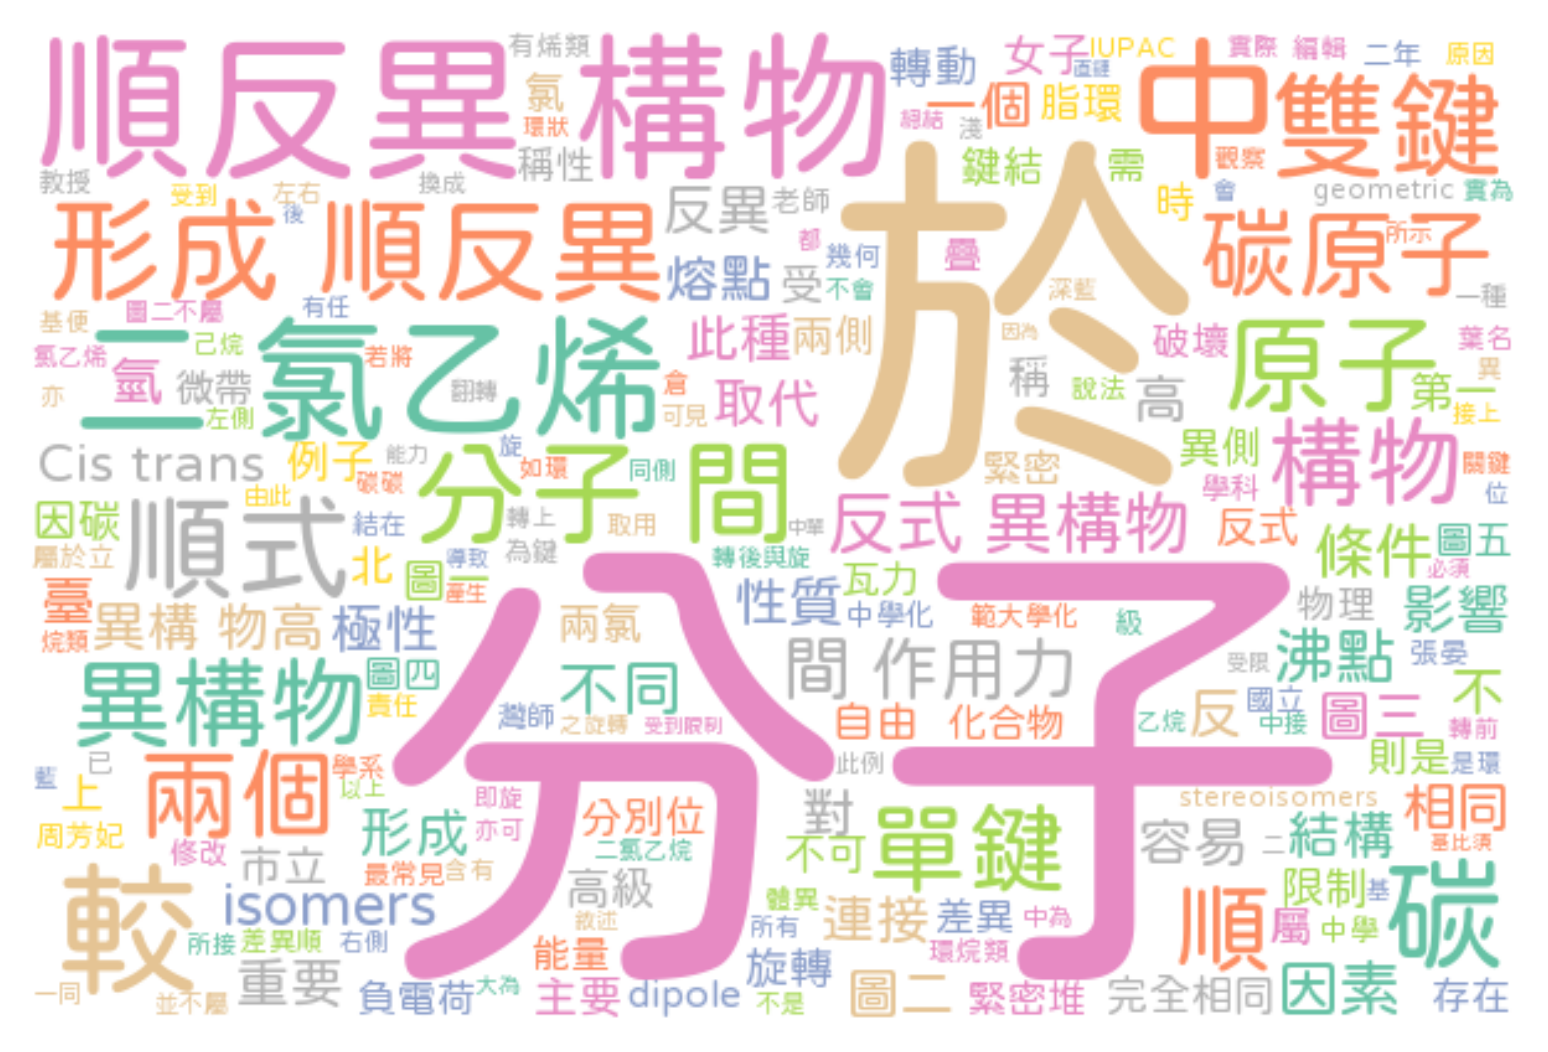 順反異構物
有烯類
氯
環狀
稱性
轉動
女子
IUPAC
直鏈
實際
編輯
二年
原因
一個
脂環
總結
淺
中雙鍵
教授
受到
左右
後
換成
反異
老師
鍵結
需
觀察
時
會
geometric
實為
形成 順反異
都
幾何
於
疊
碳原子
所示
熔點
受
不會
深藍
一種
基便
圖二不屬
有任
氯乙烯
己烷
二氯乙烯
若將
此種
兩側
因為
破壞
原子
葉名
異
氫
微帶
亦
左側
翻轉
倉
可見
取代
稱
說法
高
第一
接上
Cis trans
例子
能力
旋
如環
同側
分子
間
緊密
異側
構物
關鍵
碳碳
由此
因碳
順式
結在
轉上
取用
中單
反式 異構物
學科
反式
位
條件
圖五
屬於立
北
導致
為鍵
轉後與旋
必須
臺
圖一
產生
性質
瓦力
中學化
範大學化
級
物理
影響
烷類
異構 物高
極性
兩氯
分子
間 作用力
受限
沸點
張晏
異構物
圖四
責任
不同
灣師
之旋轉
受到限制
自由
化合物
乙烷
反
國立
中接
圖三
不
轉前
已
藍
上
兩個
學系
以上
此例
則是
是環
即旋
亦可
分別位
對
單鍵
stereoisomers
相同
周芳妃
修改
形成
二氯乙烷
不可
容易
二
結構
基比須
市立
最常見
含有
高級
較
isomers
敘述
體異
所有
連接
差異
中為
順
屬
限制
基
中學
碳
所接
差異順
右側
能量
旋轉
環烷類
一同
並不屬
重要
負電荷
大為
主要
dipole
不是
圖二
緊密堆
完全相同
因素
存在